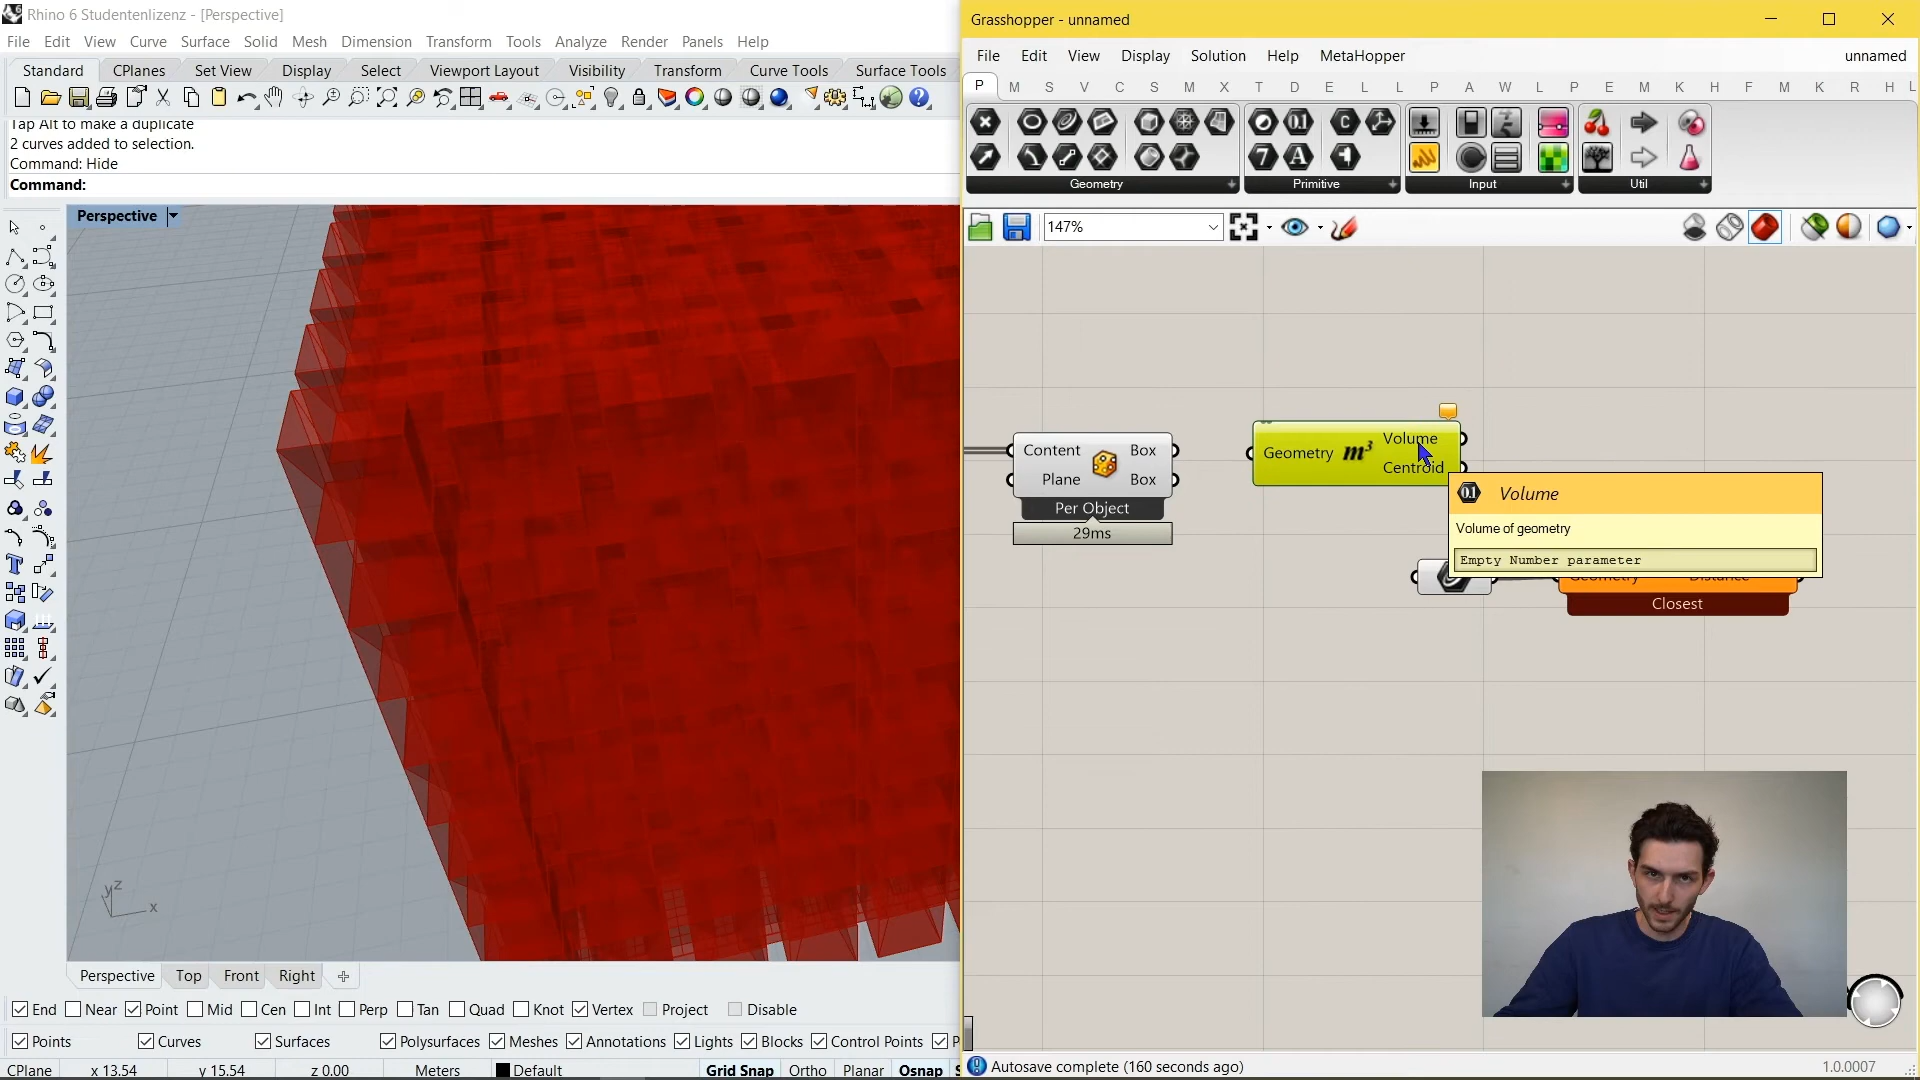 Rhino 6 Studentenlizenz - [Perspective]
File Edit View Curve Surface Solid Mesh Dimension Transform Tools Analyze Render Panels Help
Standard CPlanes Set View Display Select Viewport Layout Visibility Transform Curve Tools Surface Tools
Tap Alt to make a duplicate
2 curves added to selection.
Command: Hide
Command:
Perspective
z
y
x
Perspective Top Front Right
End Near Point Mid Cen Int Perp Tan Quad Knot Vertex Project Disable
Points Curves Surfaces Polysurfaces Meshes Annotations Lights Blocks Control Points P
CPlane x 13.54 y 15.54 z 0.00 Meters Default Grid Snap Ortho Planar Osnap S
Grasshopper - unnamed
File Edit View Display Solution Help MetaHopper unnamed
P M S V C S M X T D E L L P A W L P E M K H F M K R H L
Geometry Primitive Input Util
147%
Content Box
Plane Box
Per Object
29ms
Geometry m³ Volume
Centroid
Volume
Volume of geometry
Empty Number parameter
Geometry Distance
Closest
Autosave complete (160 seconds ago) 1.0.0007